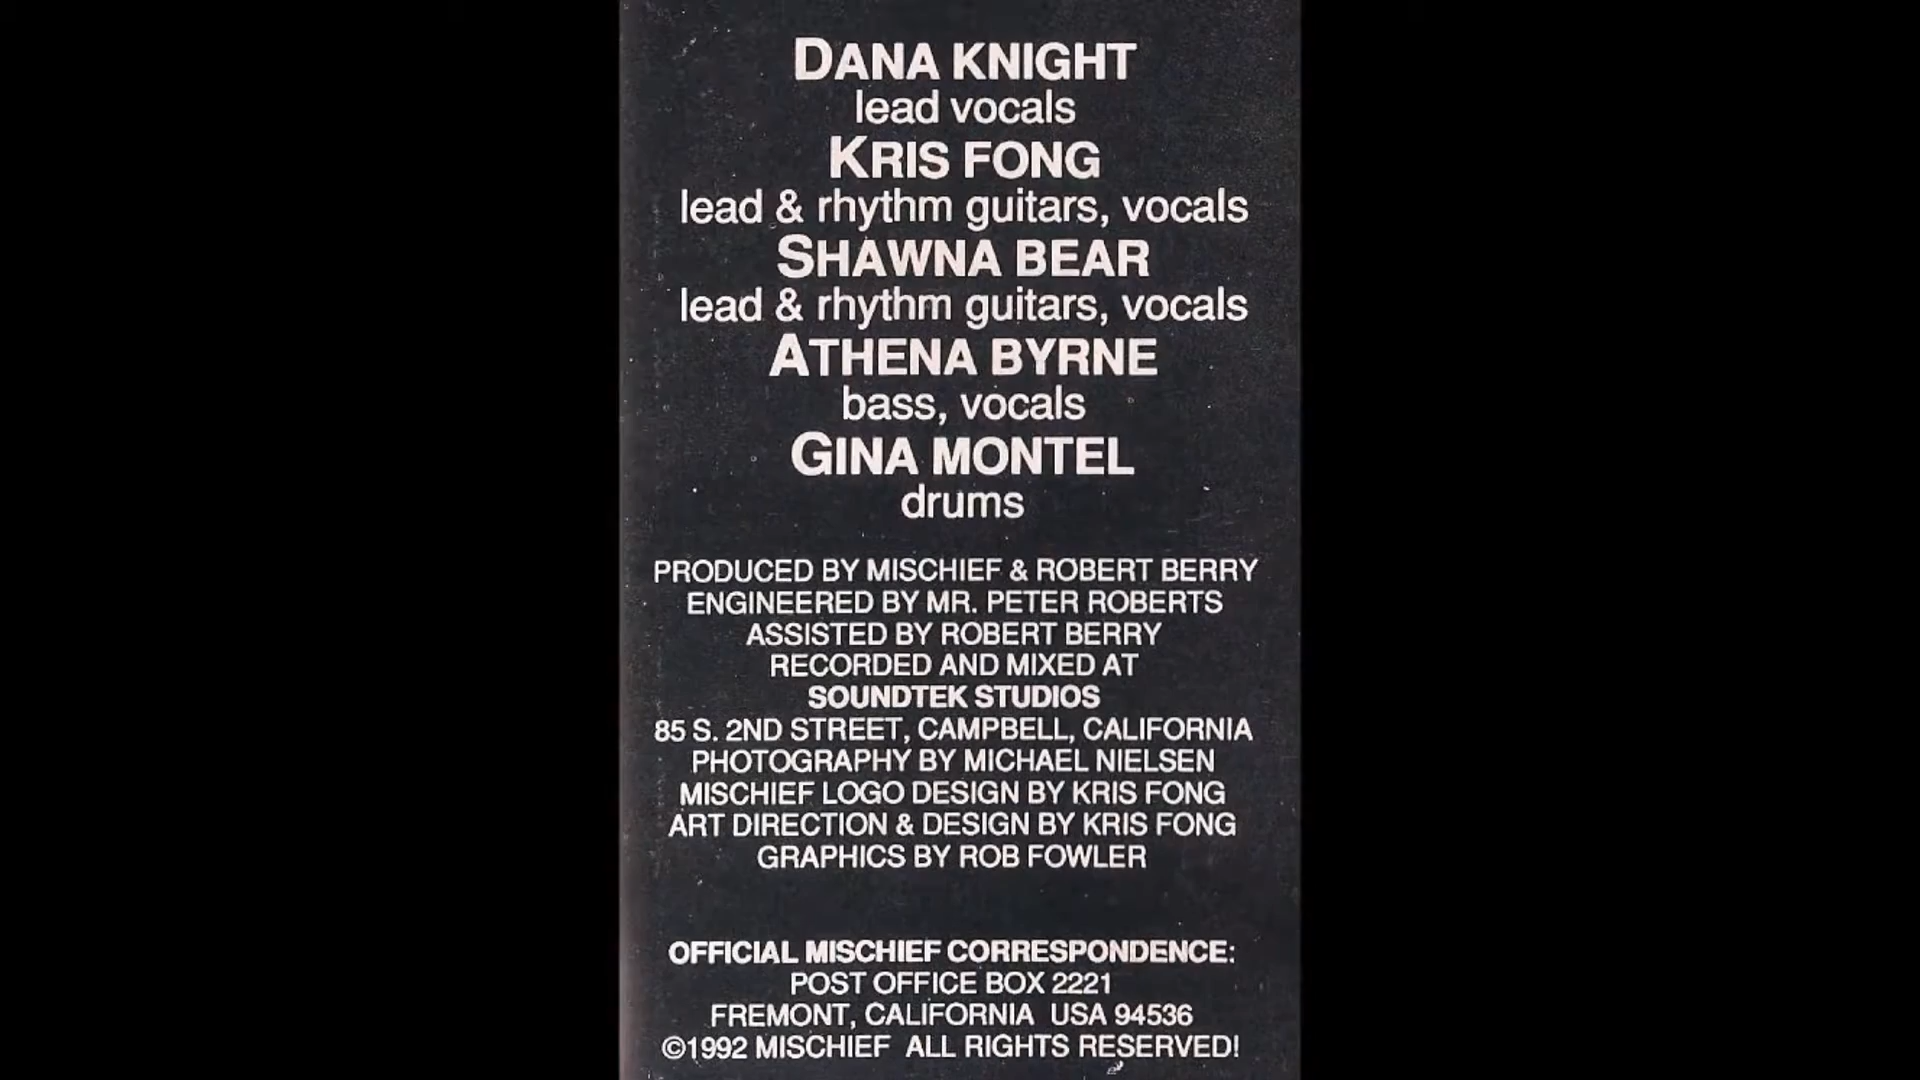 DANA KNIGHT
lead vocals
KRIS FONG
lead & rhythm guitars, vocals
SHAWNA BEAR
lead & rhythm guitars, vocals
ATHENA BYRNE
bass, vocals
GINA MONTEL
drums
PRODUCED BY MISCHIEF & ROBERT BERRY
ENGINEERED BY MR. PETER ROBERTS
ASSISTED BY ROBERT BERRY
RECORDED AND MIXED AT
SOUNDTEK STUDIOS
85 S. 2ND STREET, CAMPBELL, CALIFORNIA
PHOTOGRAPHY BY MICHAEL NIELSEN
MISCHIEF LOGO DESIGN BY KRIS FONG
ART DIRECTION & DESIGN BY KRIS FONG
GRAPHICS BY ROB FOWLER
OFFICIAL MISCHIEF CORRESPONDENCE:
POST OFFICE BOX 2221
FREMONT, CALIFORNIA USA 94536
©1992 MISCHIEF ALL RIGHTS RESERVED!